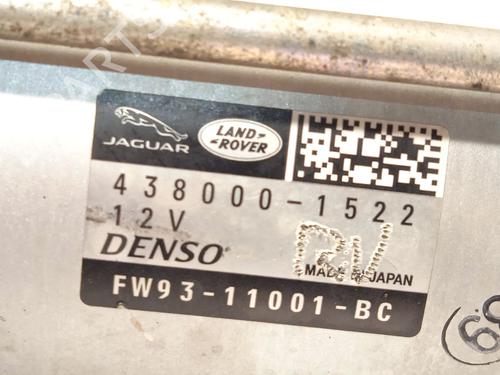 JAGUAR
LAND
ROVER
438000-1522
12V
DENSO
MADE IN JAPAN
FW93-11001-BC